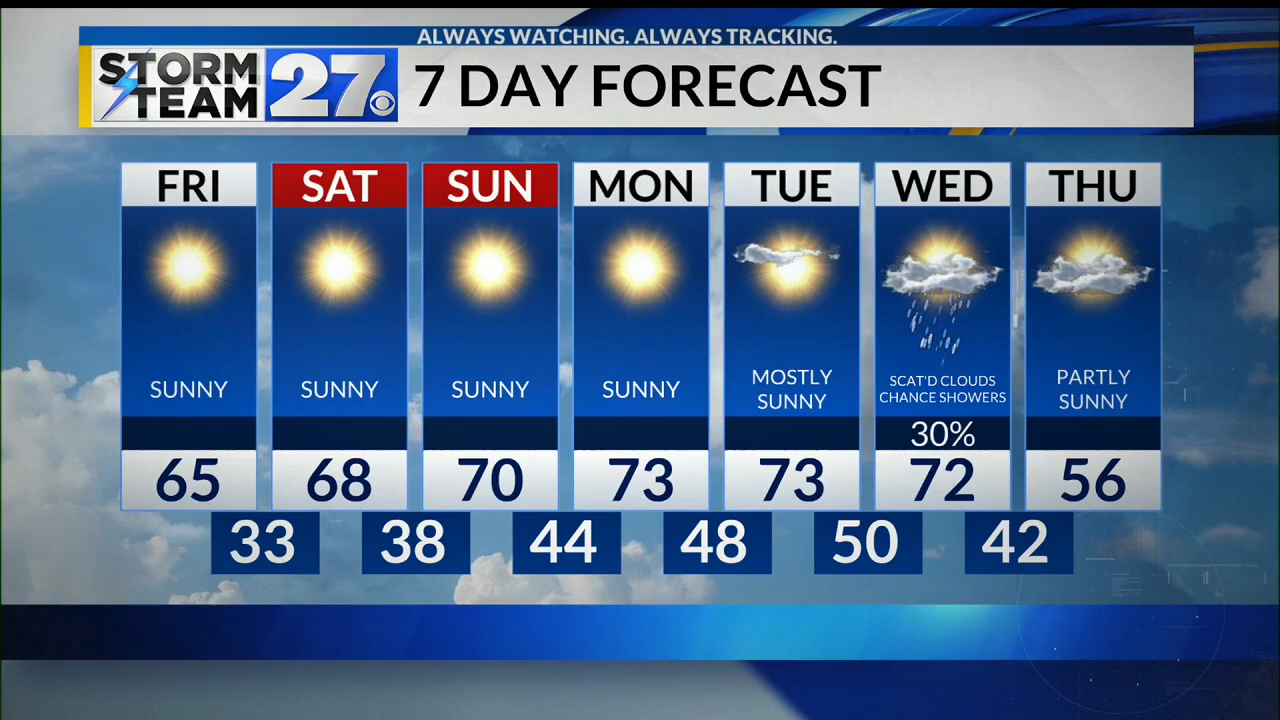 ALWAYS WATCHING. ALWAYS TRACKING.
STORM
TEAM
27
7 DAY FORECAST
FRI SAT SUN MON TUE WED THU
SUNNY SUNNY SUNNY SUNNY MOSTLY SUNNY SCAT'D CLOUDS CHANCE SHOWERS PARTLY SUNNY
30%
65 68 70 73 73 72 56
33 38 44 48 50 42